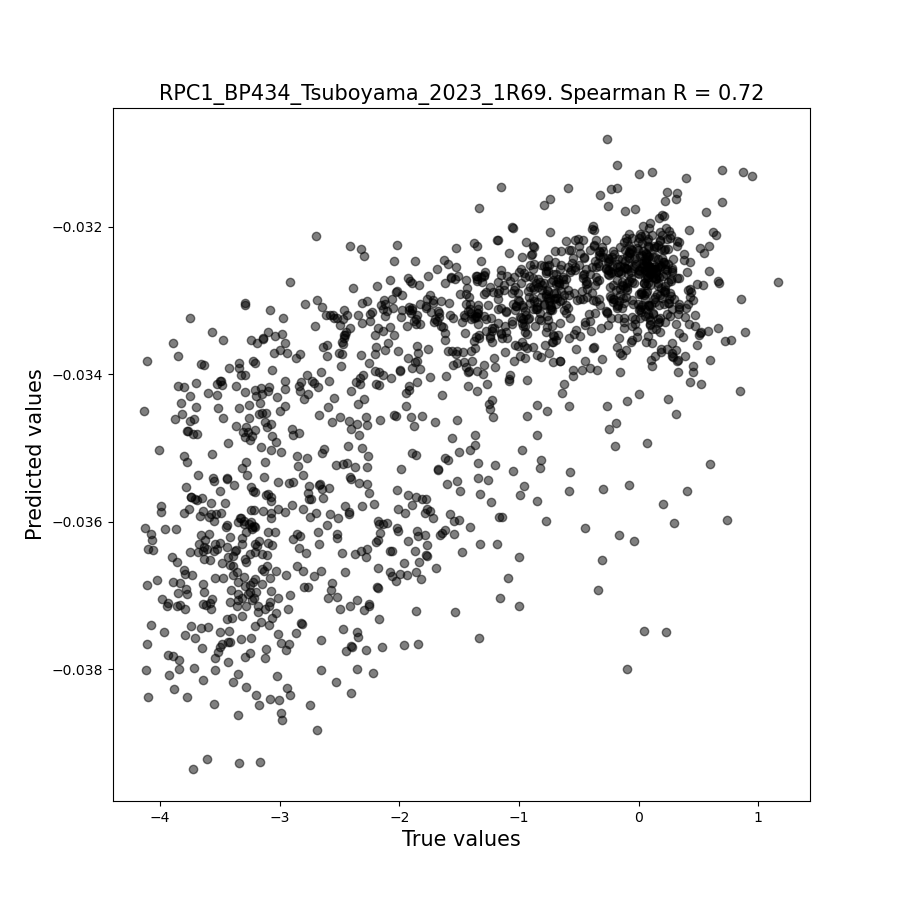 RPC1_BP434_Tsuboyama_2023_1R69. Spearman R = 0.72
Predicted values
−0.032
−0.034
−0.036
−0.038
−4 −3 −2 −1 0 1
True values